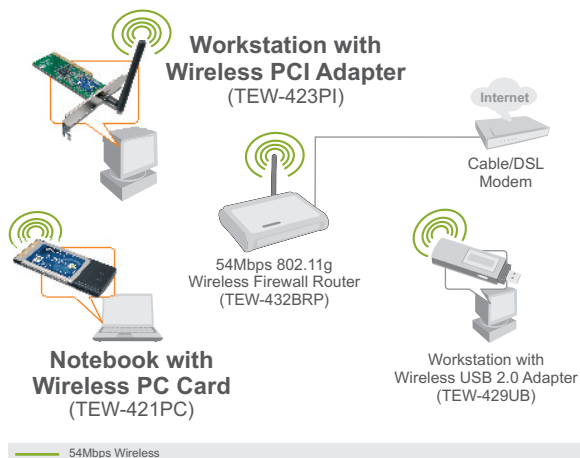 Workstation with
Wireless PCI Adapter
(TEW-423PI)
Internet
Cable/DSL
Modem
54Mbps 802.11g
Wireless Firewall Router
(TEW-432BRP)
Notebook with
Wireless PC Card
(TEW-421PC)
Workstation with
Wireless USB 2.0 Adapter
(TEW-429UB)
54Mbps Wireless